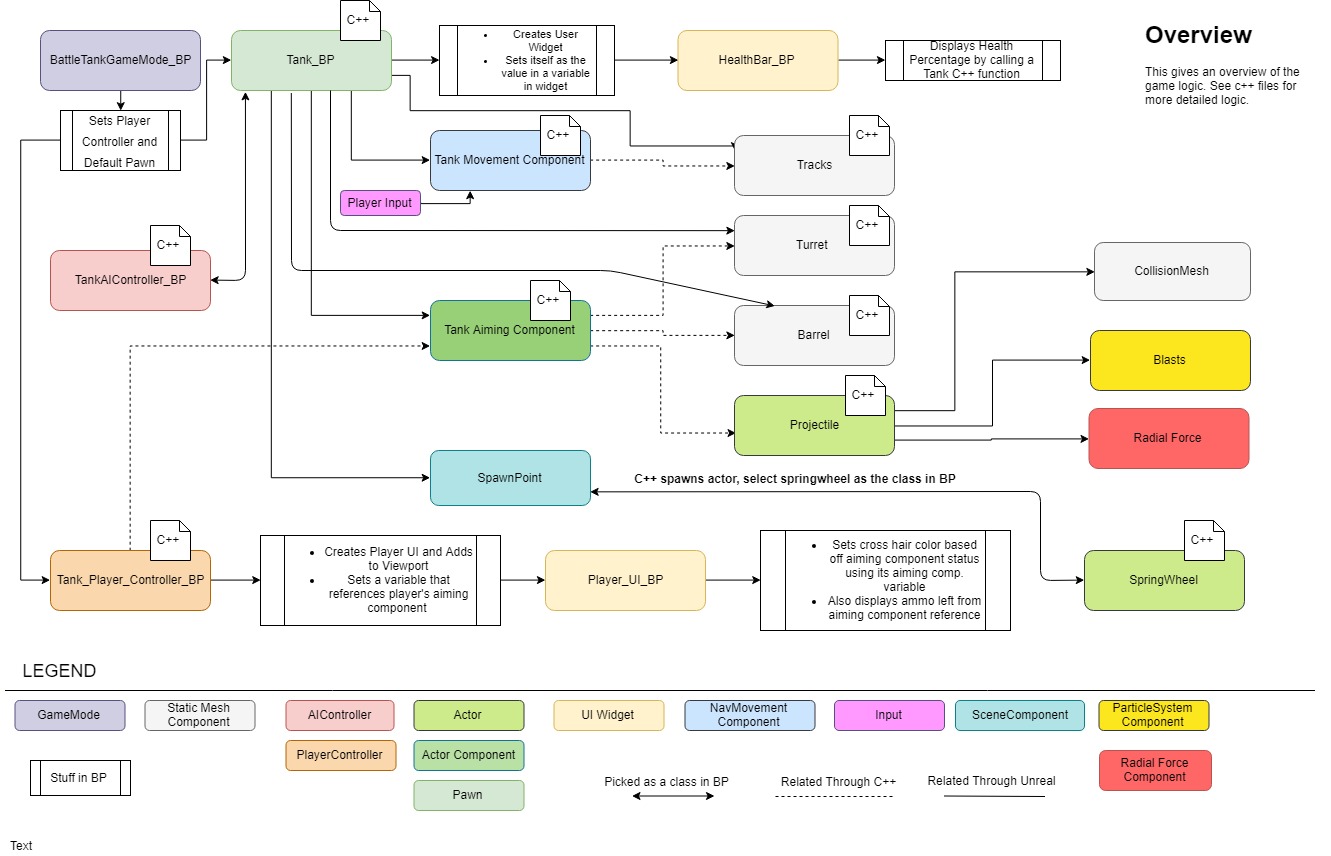 C++
Overview
This gives an overview of the
game logic. See c++ files for
more detailed logic.
BattleTankGameMode_BP
Tank_BP
• Creates User
Widget
• Sets itself as the
value in a variable
in widget
HealthBar_BP
Displays Health
Percentage by calling a
Tank C++ function
Sets Player
Controller and
Default Pawn
C++
Tank Movement Component
C++
Tracks
Player Input
C++
Turret
C++
TankAIController_BP
CollisionMesh
C++
Tank Aiming Component
C++
Barrel
Blasts
C++
Projectile
Radial Force
SpawnPoint
C++ spawns actor, select springwheel as the class in BP
C++
Tank_Player_Controller_BP
• Creates Player UI and Adds
to Viewport
• Sets a variable that
references player's aiming
component
Player_UI_BP
• Sets cross hair color based
off aiming component status
using its aiming comp.
variable
• Also displays ammo left from
aiming component reference
C++
SpringWheel
LEGEND
GameMode
Static Mesh
Component
AIController
Actor
UI Widget
NavMovement
Component
Input
SceneComponent
ParticleSystem
Component
PlayerController
Actor Component
Radial Force
Component
Stuff in BP
Pawn
Picked as a class in BP
Related Through C++
Related Through Unreal
Text